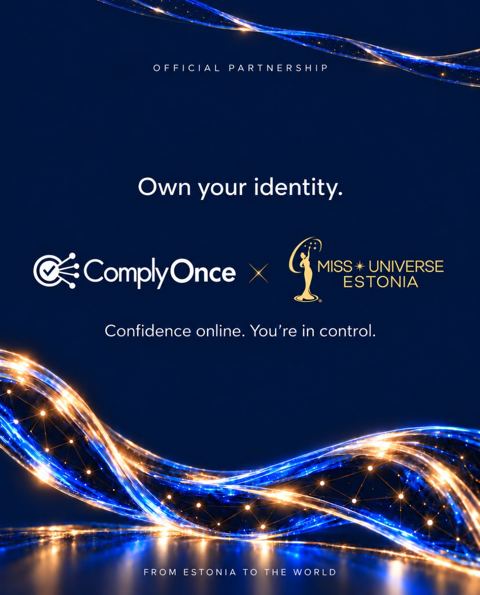 OFFICIAL PARTNERSHIP
Own your identity.
ComplyOnce
MISS UNIVERSE
ESTONIA
Confidence online. You're in control.
FROM ESTONIA TO THE WORLD